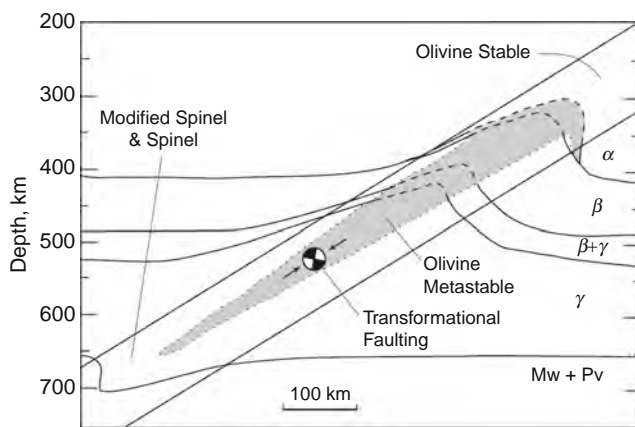 200
300
400
500
600
700
Depth, km
Olivine Stable
Modified Spinel
& Spinel
α
β
β+γ
Olivine
Metastable
γ
Transformational
Faulting
Mw + Pv
100 km